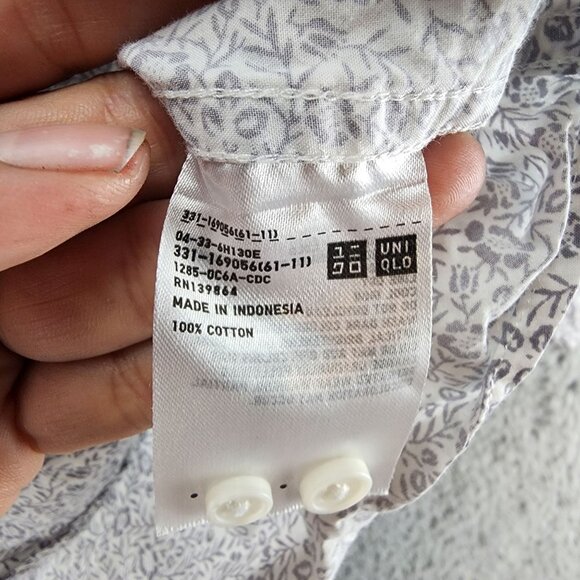 331-169056(61-11)
04-33-6H130E
331-169056(61-11)
1285-0C6A-CDC
RN139864
MADE IN INDONESIA
100% COTTON
ユニ
クロ
UNI
QLO